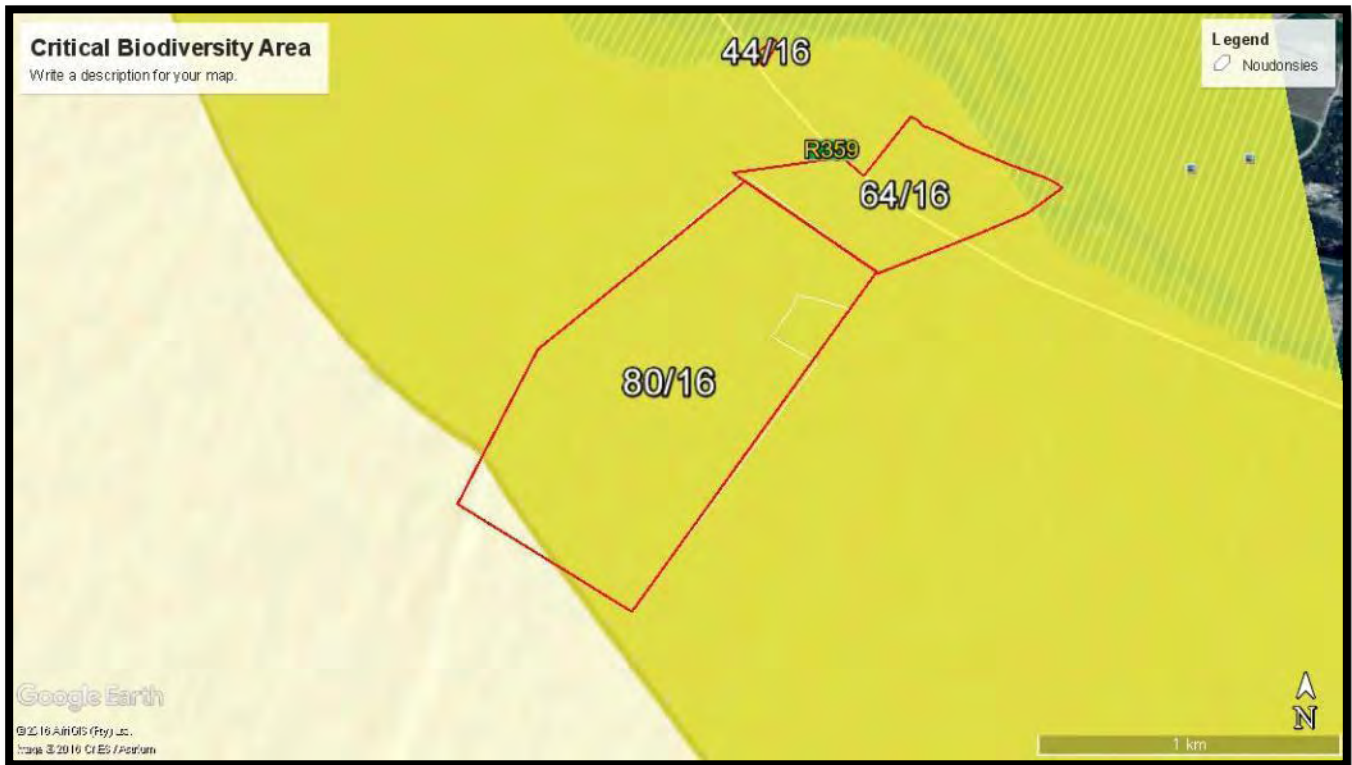 Critical Biodiversity Area
Write a description for your map.
Legend
Noudonsies
44/16
R359
64/16
80/16
Google Earth
N
1 km